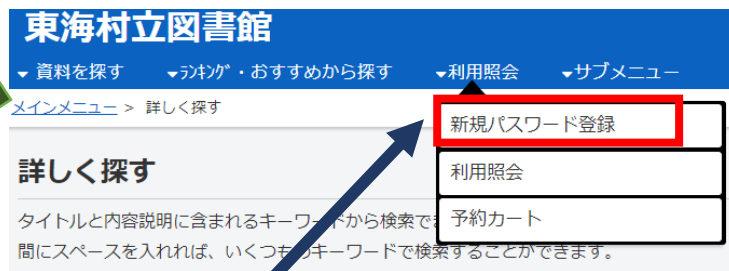 東海村立図書館
▾ 資料を探す ▾ﾗﾝｷﾝｸﾞ・おすすめから探す ▾利用照会 ▾サブメニュー
メインメニュー > 詳しく探す
新規パスワード登録
利用照会
予約カート
詳しく探す
タイトルと内容説明に含まれるキーワードから検索でき
間にスペースを入れれば、いくつものキーワードで検索することができます。